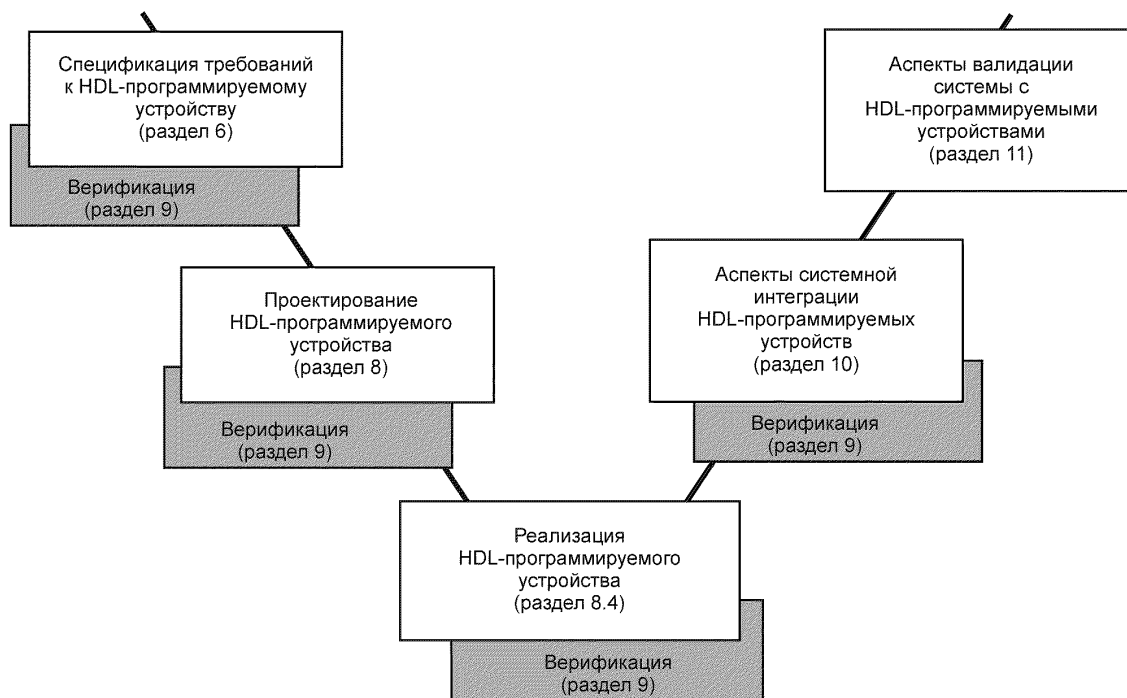 Спецификация требований
к HDL-программируемому
устройству
(раздел 6)
Верификация
(раздел 9)
Аспекты валидации
системы с
HDL-программируемыми
устройствами
(раздел 11)
Проектирование
HDL-программируемого
устройства
(раздел 8)
Верификация
(раздел 9)
Аспекты системной
интеграции
HDL-программируемых
устройств
(раздел 10)
Верификация
(раздел 9)
Реализация
HDL-программируемого
устройства
(раздел 8.4)
Верификация
(раздел 9)